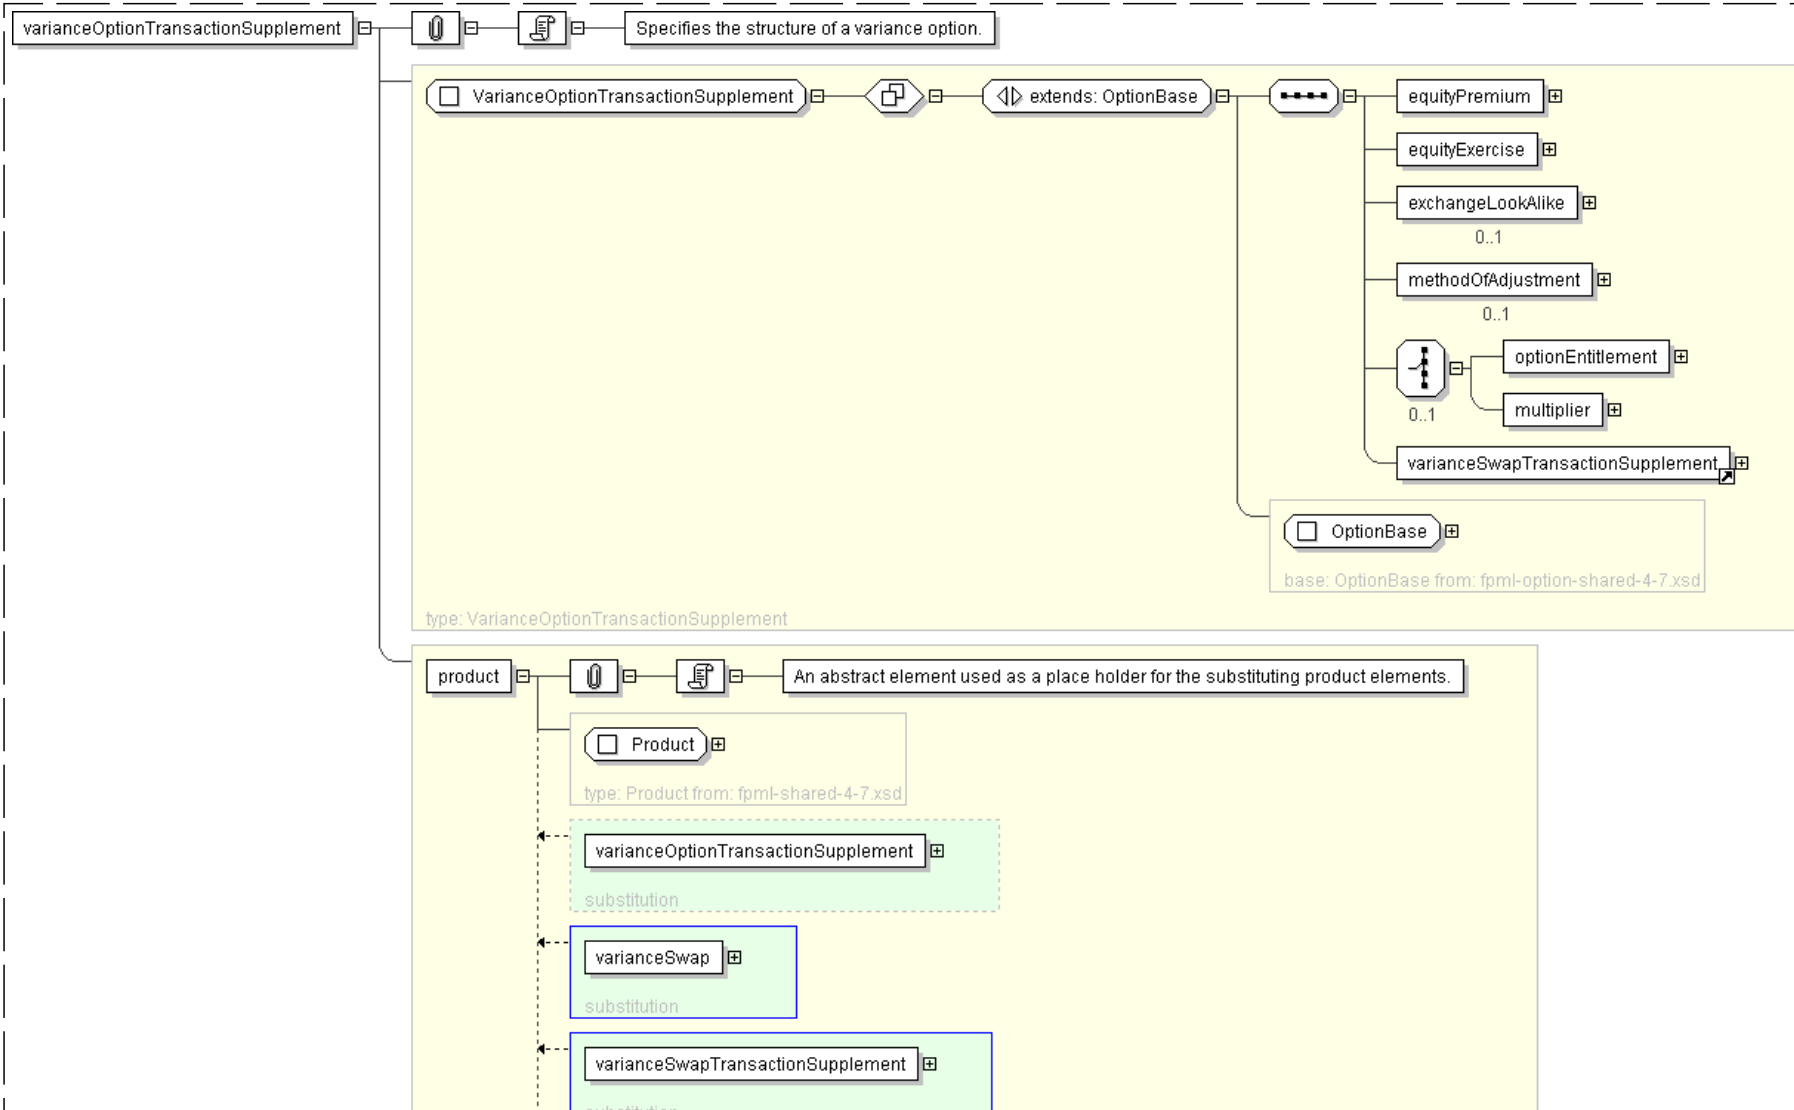 varianceOptionTransactionSupplement
Specifies the structure of a variance option.
VarianceOptionTransactionSupplement
extends: OptionBase
equityPremium
equityExercise
exchangeLookAlike
0..1
methodOfAdjustment
0..1
optionEntitlement
0..1
multiplier
varianceSwapTransactionSupplement
OptionBase
base: OptionBase from: fpml-option-shared-4-7.xsd
type: VarianceOptionTransactionSupplement
product
An abstract element used as a place holder for the substituting product elements.
Product
type: Product from: fpml-shared-4-7.xsd
varianceOptionTransactionSupplement
substitution
varianceSwap
substitution
varianceSwapTransactionSupplement